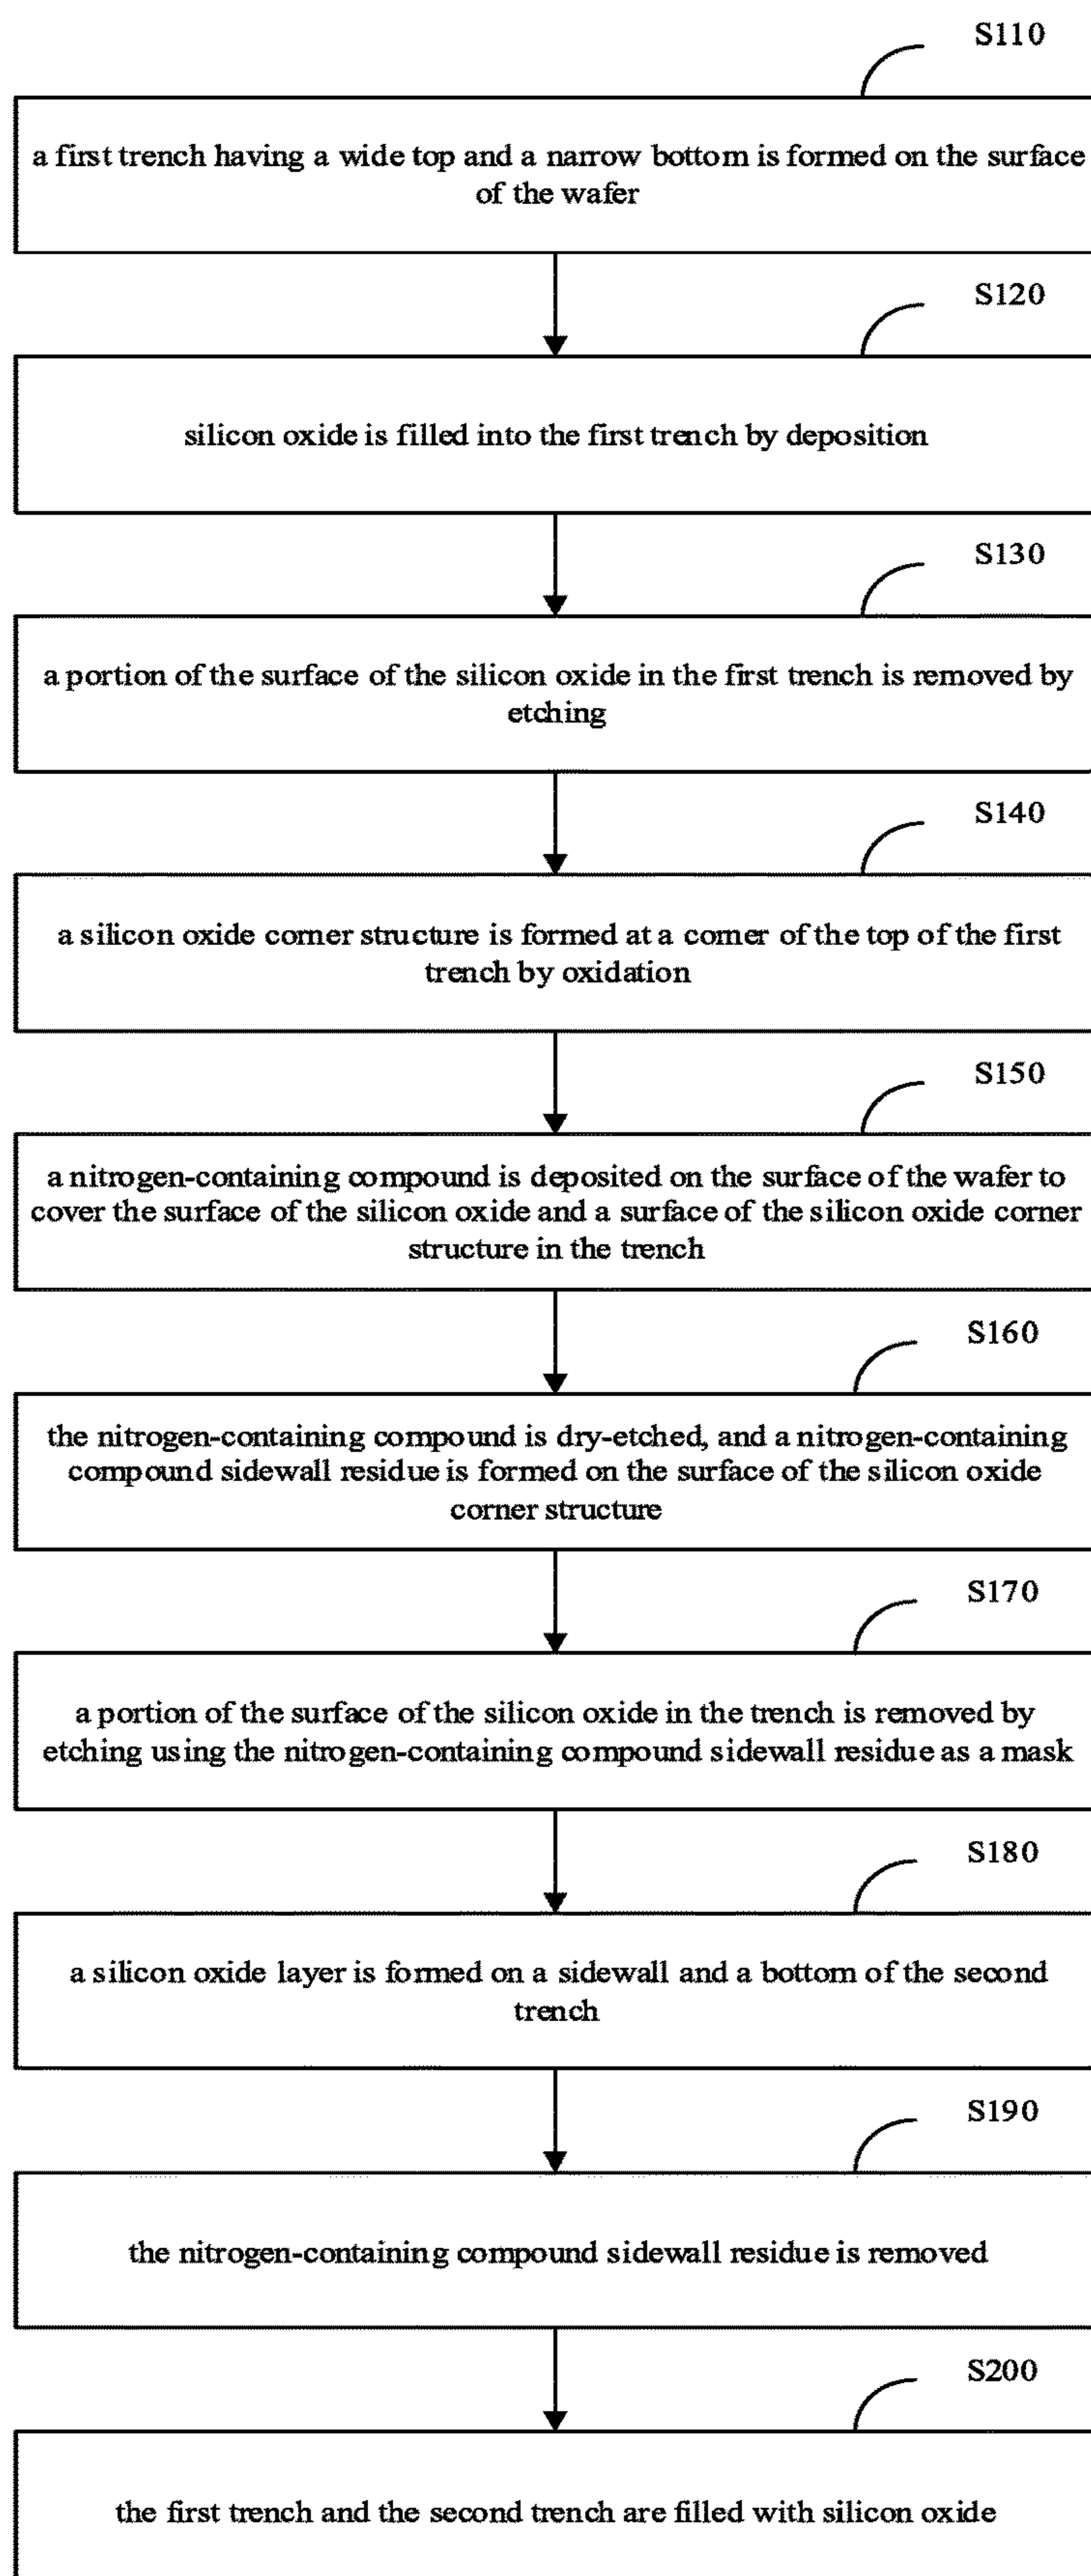 S110
a first trench having a wide top and a narrow bottom is formed on the surface
of the wafer
S120
silicon oxide is filled into the first trench by deposition
S130
a portion of the surface of the silicon oxide in the first trench is removed by
etching
S140
a silicon oxide corner structure is formed at a corner of the top of the first
trench by oxidation
S150
a nitrogen-containing compound is deposited on the surface of the wafer to
cover the surface of the silicon oxide and a surface of the silicon oxide corner
structure in the trench
S160
the nitrogen-containing compound is dry-etched, and a nitrogen-containing
compound sidewall residue is formed on the surface of the silicon oxide
corner structure
S170
a portion of the surface of the silicon oxide in the trench is removed by
etching using the nitrogen-containing compound sidewall residue as a mask
S180
a silicon oxide layer is formed on a sidewall and a bottom of the second
trench
S190
the nitrogen-containing compound sidewall residue is removed
S200
the first trench and the second trench are filled with silicon oxide